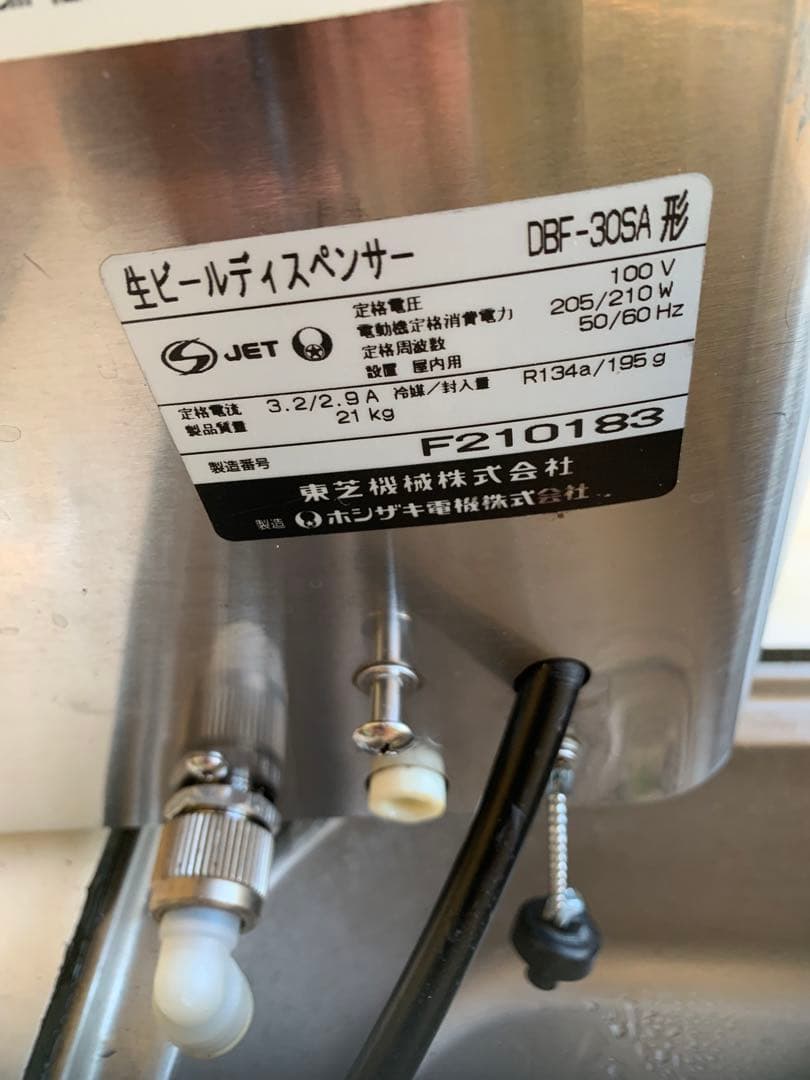 生ビールディスペンサー DBF-30SA 形
JET
定格電圧 100 V
電動機定格消費電力 205/210 W
定格周波数 50/60 Hz
設置 屋内用
定格電流 3.2/2.9 A 冷媒/封入量 R134a/195 g
製品質量 21 kg
製造番号 F210183
東芝機械株式会社
製造 ホシザキ電機株式会社